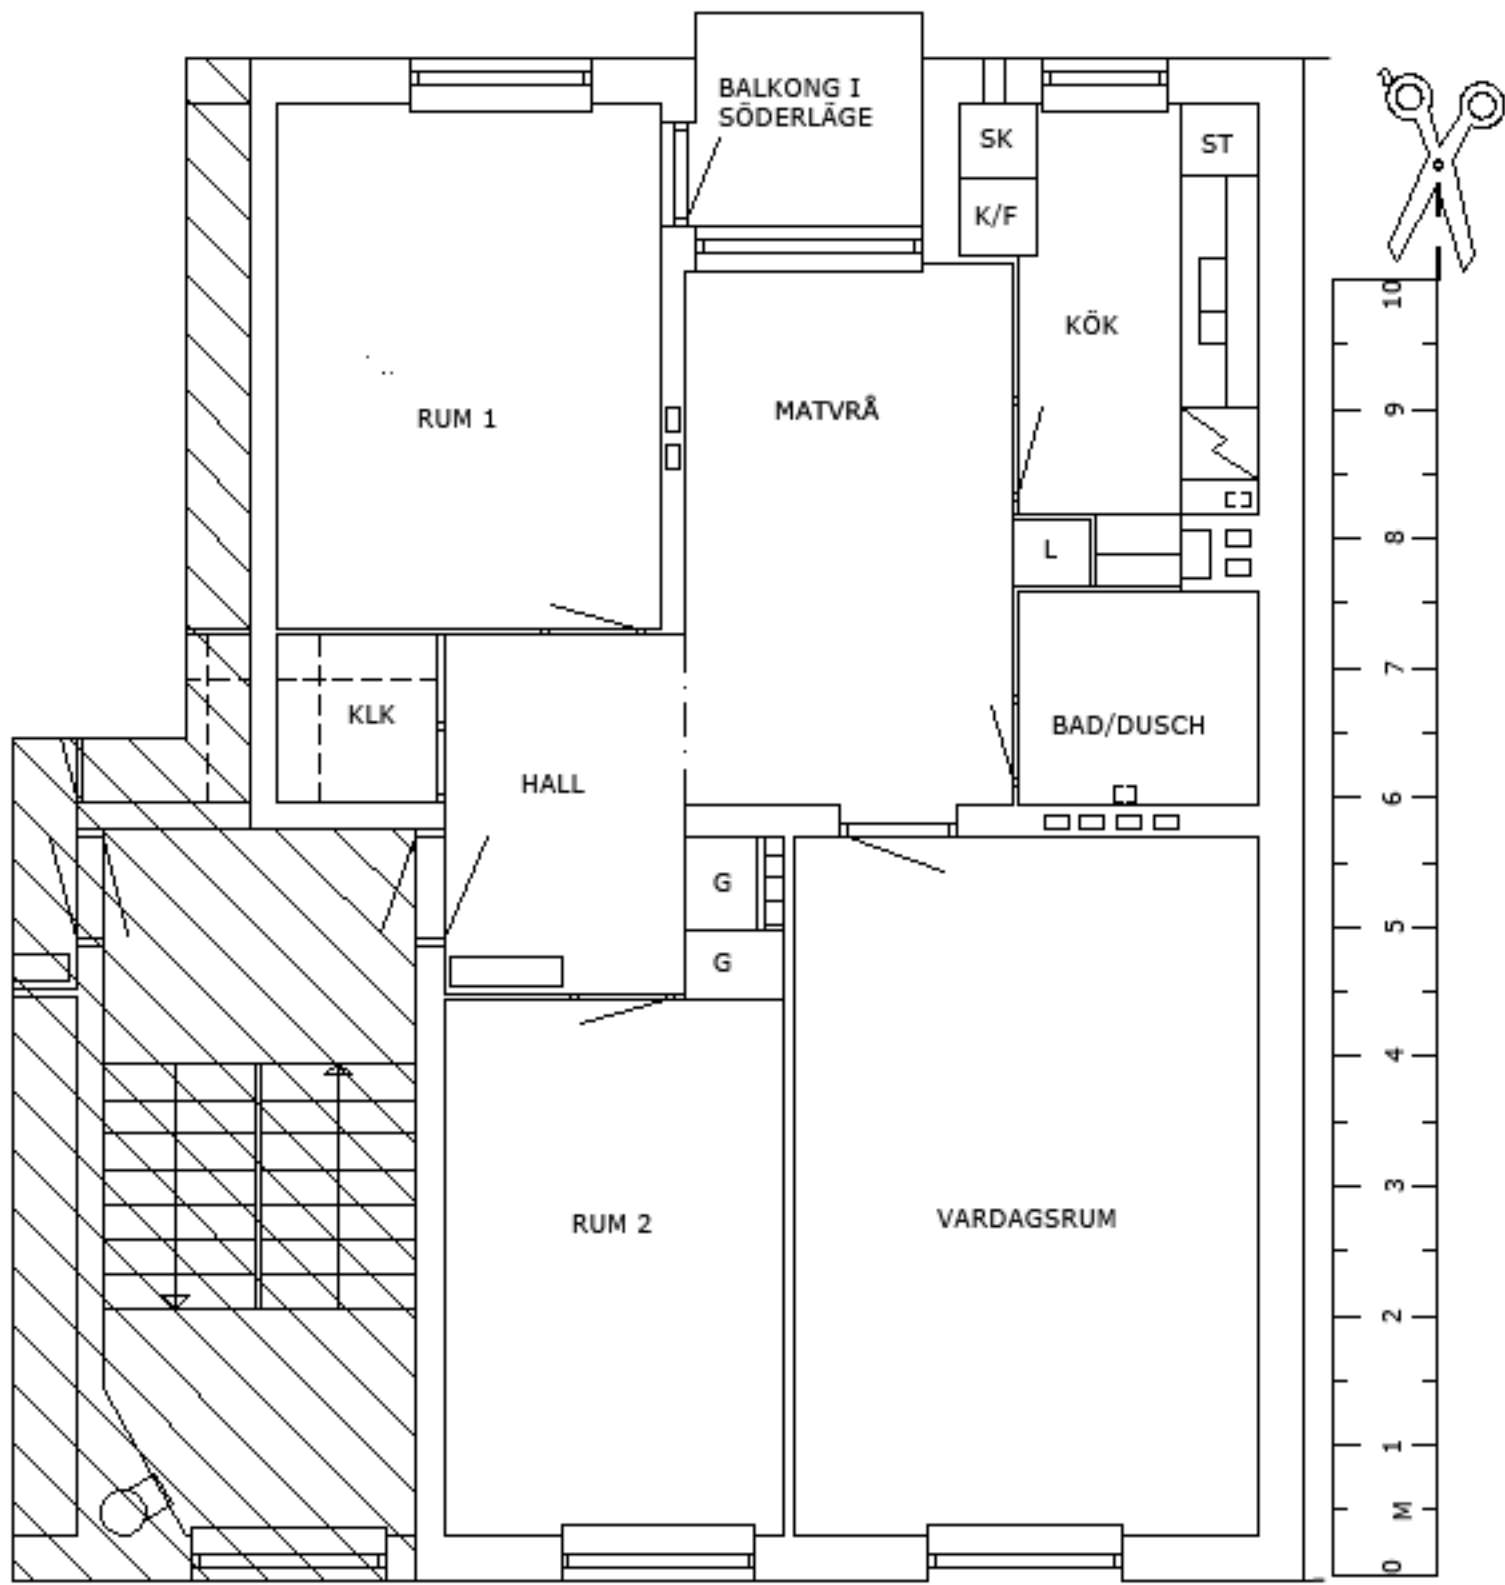 BALKONG I
SÖDERLÄGE
SK
ST
K/F
KÖK
RUM 1
MATVRÅ
L
KLK
BAD/DUSCH
HALL
G
G
RUM 2
VARDAGSRUM
10
9
8
7
6
5
4
3
2
1
M
0